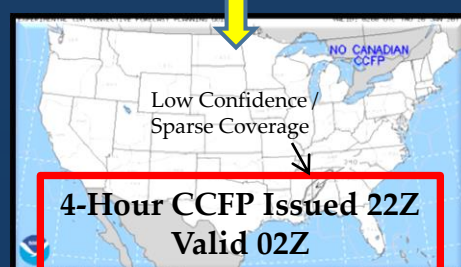 NO CANADIAN
CCFP
Low Confidence/
Sparse Coverage
4-Hour CCFP Issued 22Z
Valid 02Z